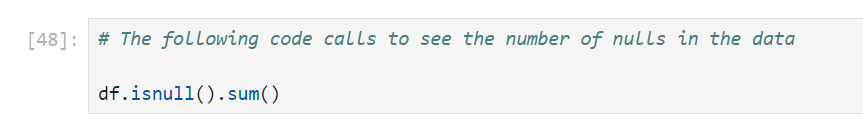 [48]: # The following code calls to see the number of nulls in the data
df.isnull().sum()